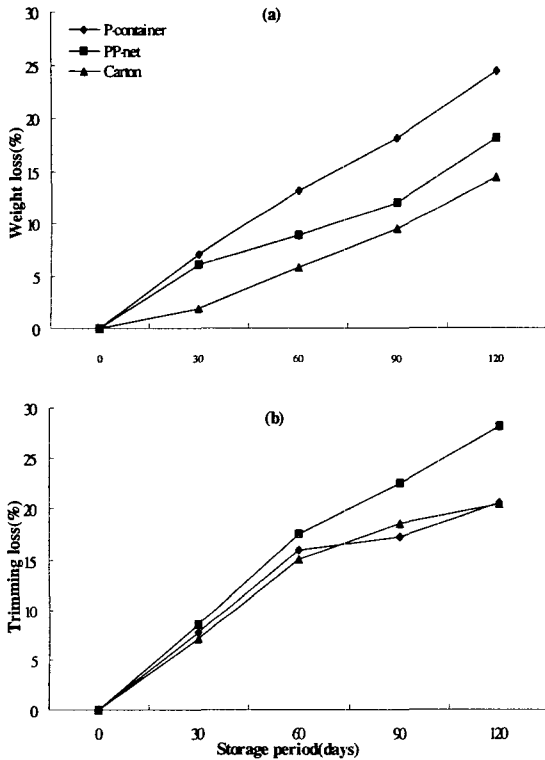 (a)
P-container
PP-net
Carton
Weight loss(%)
30
25
20
15
10
5
0
0 30 60 90 120
(b)
Trimming loss(%)
30
25
20
15
10
5
0
0 30 60 90 120
Storage period(days)